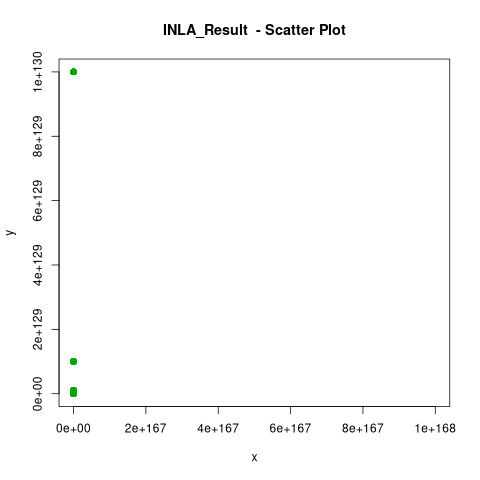 INLA_Result  - Scatter Plot
1e+130
8e+129
6e+129
4e+129
2e+129
0e+00
y
0e+00 2e+167 4e+167 6e+167 8e+167 1e+168
x